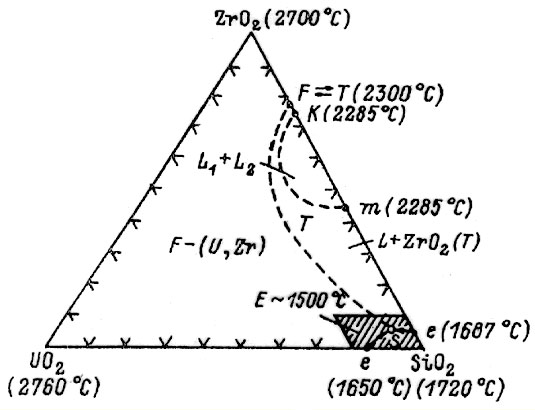 ZrO₂(2700°C)
F⇌T(2300°C)
K(2285°C)
L₁+L₂
m(2285°C)
T
L+ZrO₂(T)
F-(U,Zr)
E~1500°C
S
e(1687°C)
UO₂
e
SiO₂
(2760°C)
(1650°C)(1720°C)